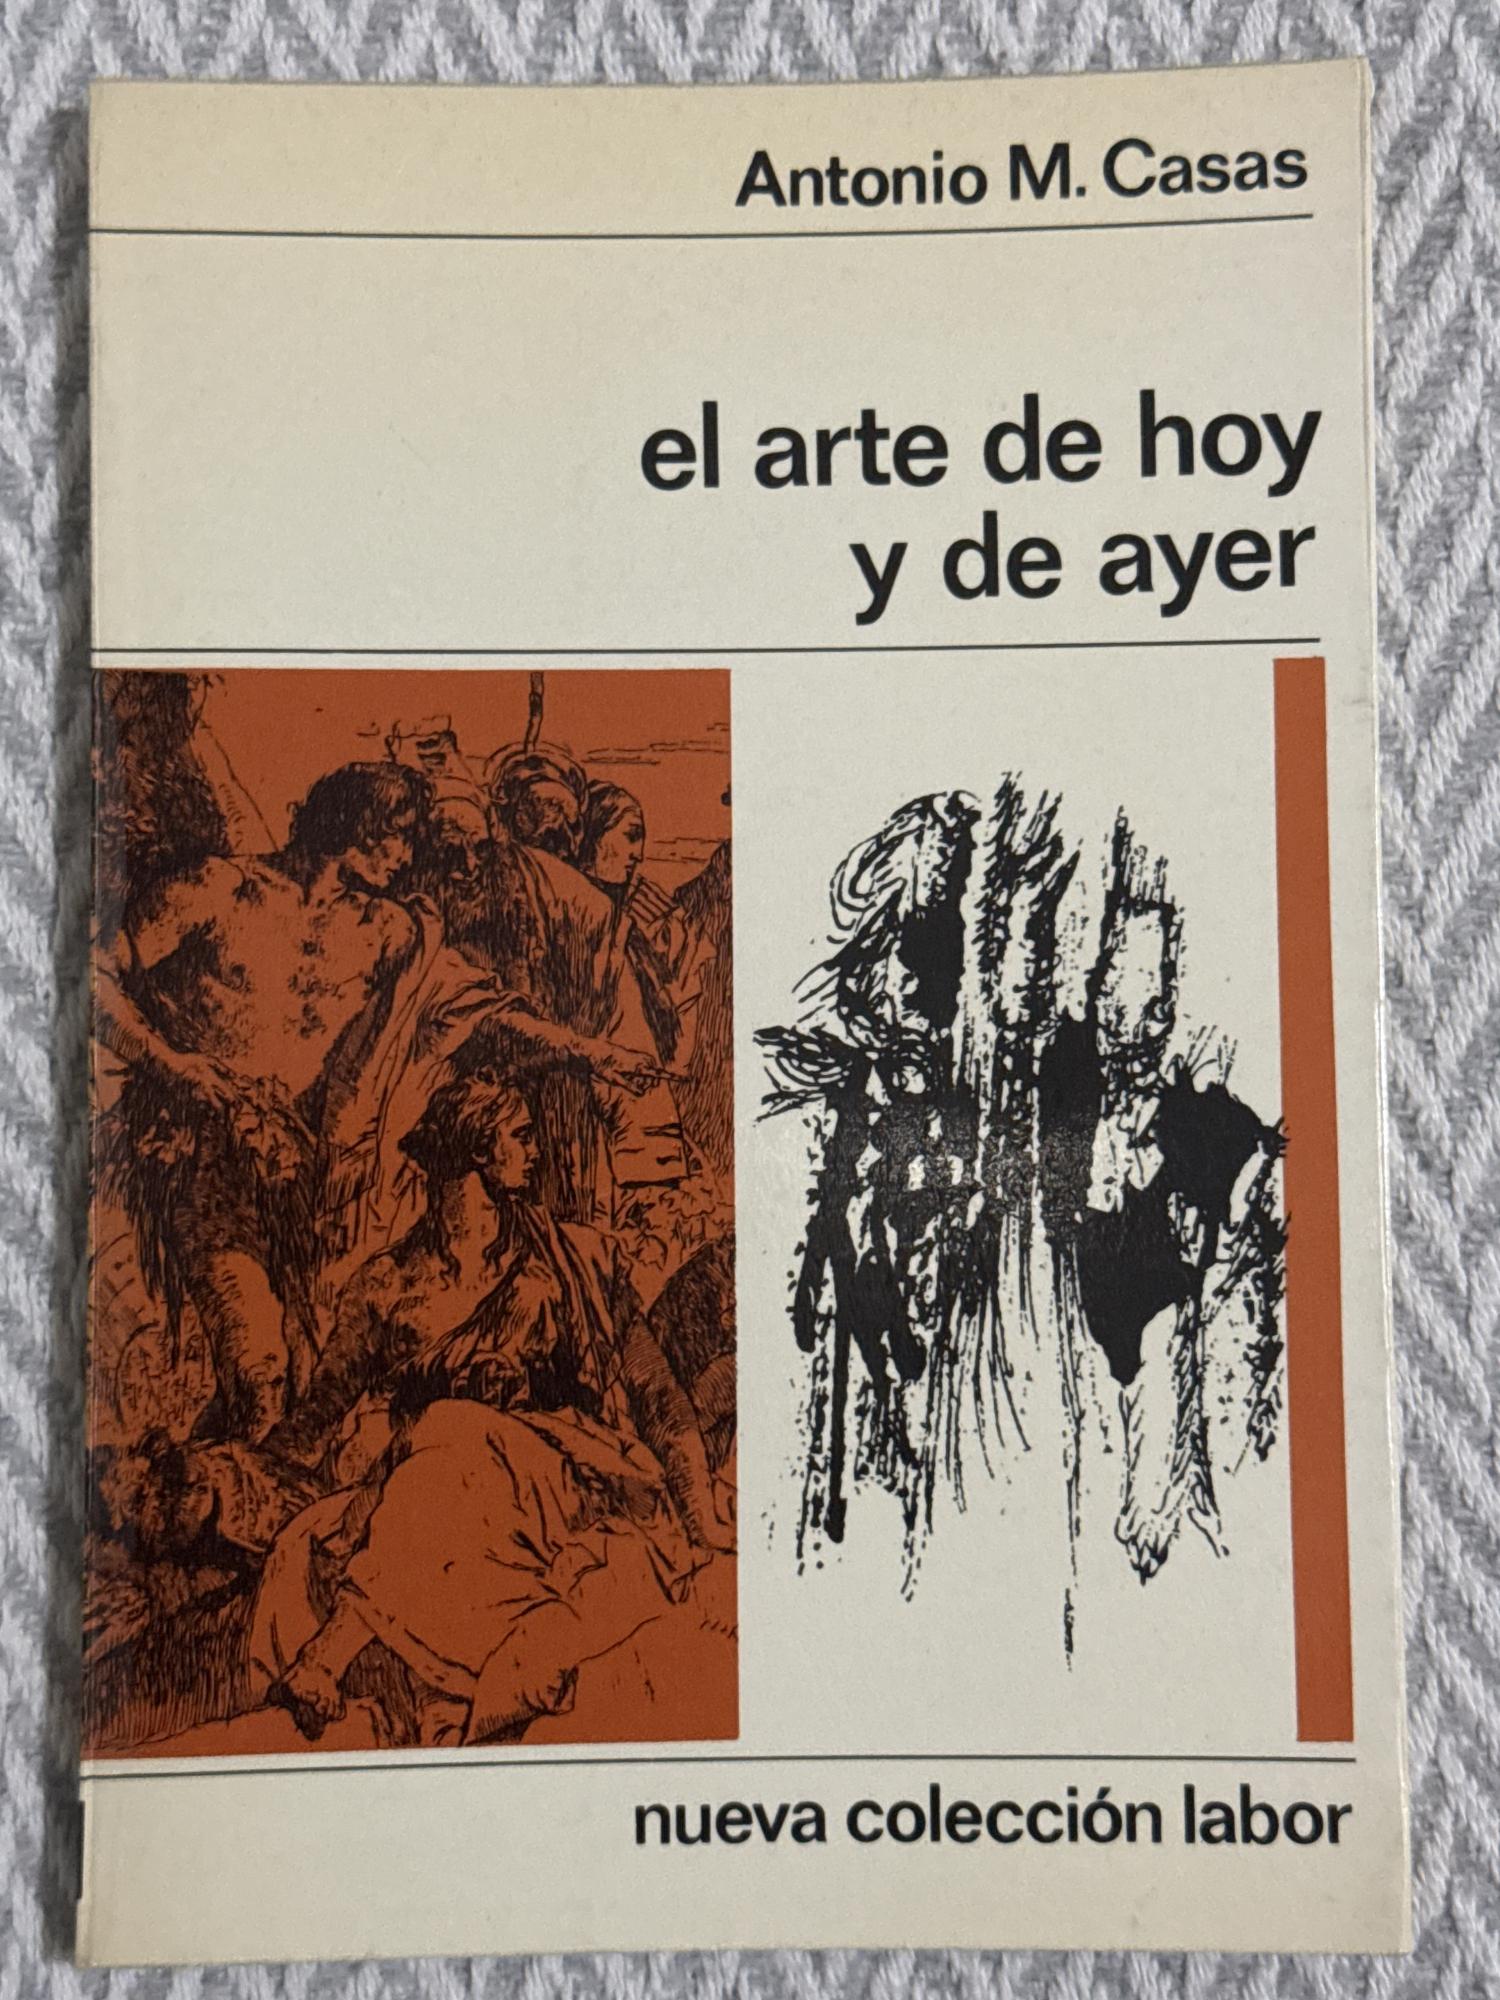 Antonio M. Casas
el arte de hoy
y de ayer
nueva colección labor